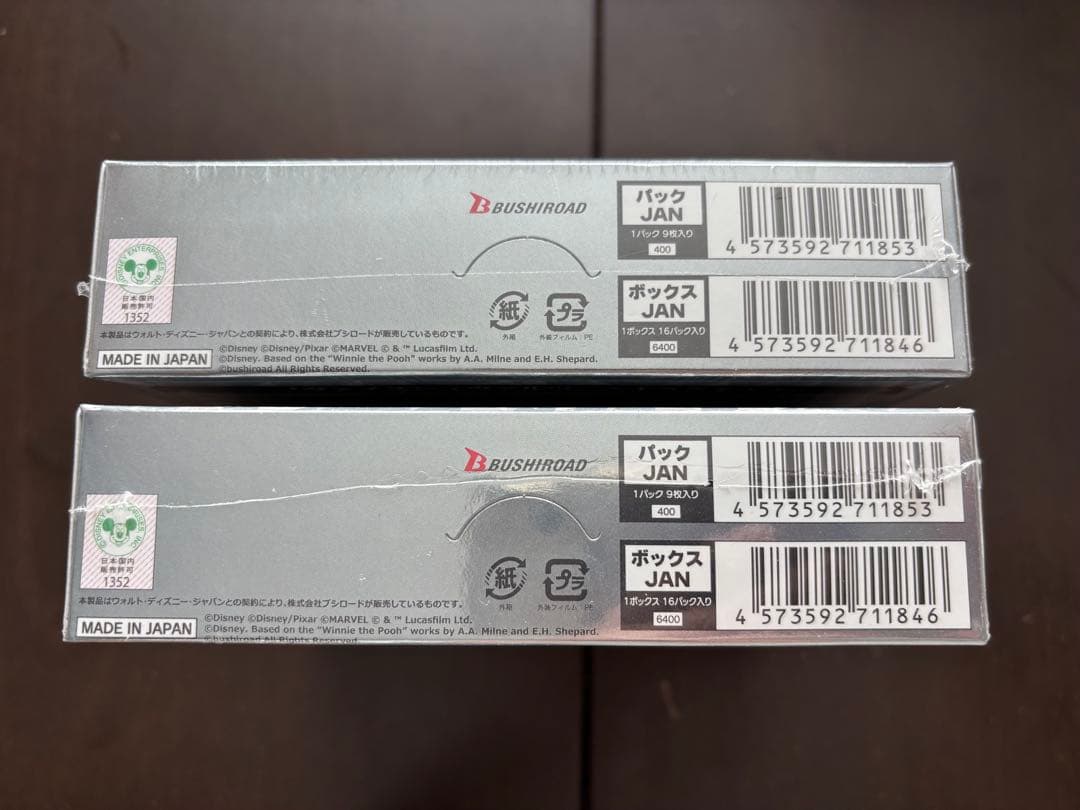 BUSHIROAD
パック
JAN
1パック 9枚入り
400
4 573592 711853
DISNEY ENTERPRISES INC
日本国内
販売許可
1352
紙
外箱
プラ
外装フィルム:PE
ボックス
JAN
1ボックス 16パック入り
6400
4 573592 711846
本製品はウォルト・ディズニー・ジャパンとの契約により、株式会社ブシロードが販売しているものです。
MADE IN JAPAN
©Disney ©Disney/Pixar ©MARVEL © & ™ Lucasfilm Ltd.
©Disney. Based on the "Winnie the Pooh" works by A.A. Milne and E.H. Shepard.
©bushiroad All Rights Reserved.
BUSHIROAD
パック
JAN
1パック 9枚入り
400
4 573592 711853
日本国内
販売許可
1352
紙
外箱
プラ
外装フィルム:PE
ボックス
JAN
1ボックス 16パック入り
6400
4 573592 711846
本製品はウォルト・ディズニー・ジャパンとの契約により、株式会社ブシロードが販売しているものです。
MADE IN JAPAN
©Disney ©Disney/Pixar ©MARVEL © & ™ Lucasfilm Ltd.
©Disney. Based on the "Winnie the Pooh" works by A.A. Milne and E.H. Shepard.
©bushiroad All Rights Reserved.